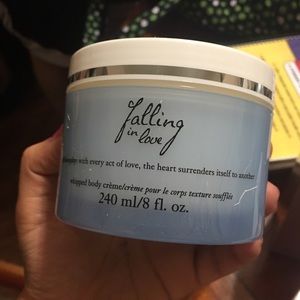 falling
in love
with every act of love, the heart surrenders itself to another
whipped body crème/crème pour le corps texture soufflée
240 ml/8 fl. oz.